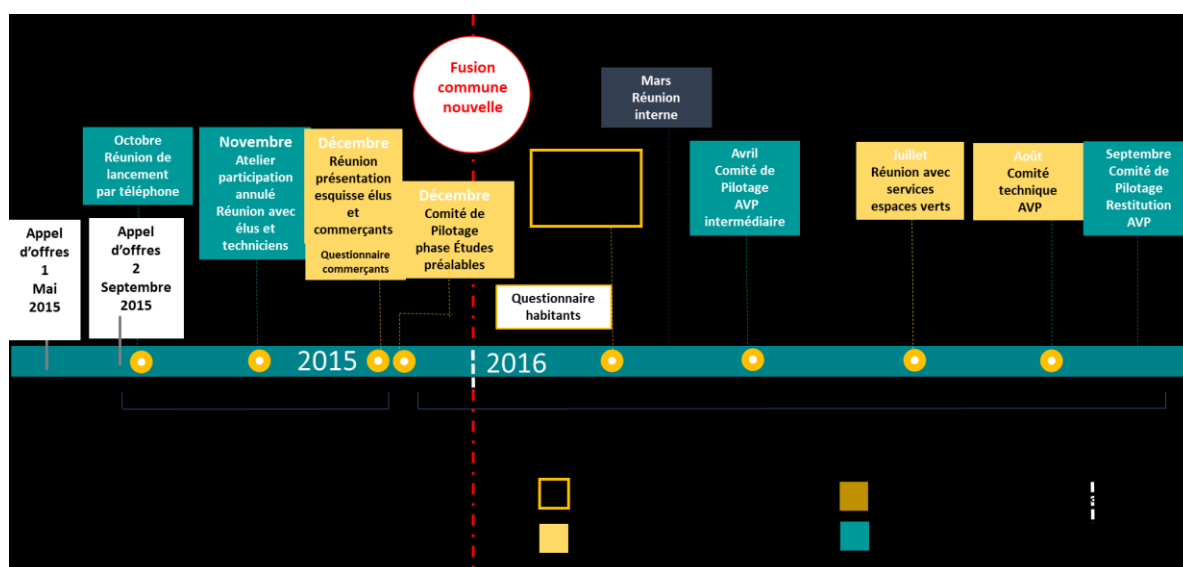 Fusion
commune
nouvelle
Mars
Réunion
interne
Octobre
Réunion de
lancement
par téléphone
Novembre
Atelier
participation
annulé
Réunion avec
élus et
techniciens
Décembre
Réunion
présentation
esquisse élus
et
commerçants
Questionnaire
commerçants
Décembre
Comité de
Pilotage
phase Études
préalables
Avril
Comité de
Pilotage
AVP
intermédiaire
Juillet
Réunion avec
services
espaces verts
Août
Comité
technique
AVP
Septembre
Comité de
Pilotage
Restitution
AVP
Appel
d’offres
1
Mai
2015
Appel
d’offres
2
Septembre
2015
Questionnaire
habitants
2015
2016